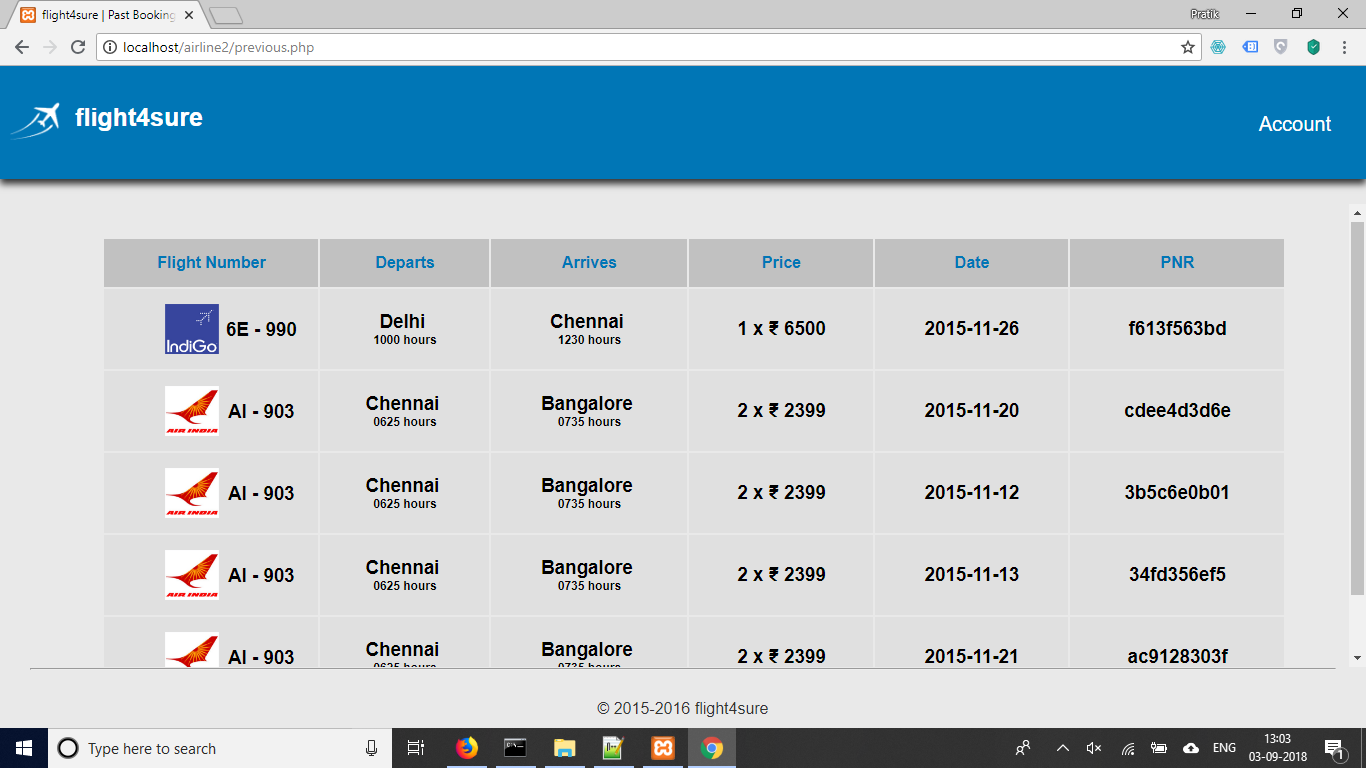 flight4sure | Past Booking
Pratik
localhost/airline2/previous.php
flight4sure
Account
Flight Number Departs Arrives Price Date PNR
IndiGo 6E - 990 Delhi 1000 hours Chennai 1230 hours 1 x ₹ 6500 2015-11-26 f613f563bd
AIR INDIA AI - 903 Chennai 0625 hours Bangalore 0735 hours 2 x ₹ 2399 2015-11-20 cdee4d3d6e
AIR INDIA AI - 903 Chennai 0625 hours Bangalore 0735 hours 2 x ₹ 2399 2015-11-12 3b5c6e0b01
AIR INDIA AI - 903 Chennai 0625 hours Bangalore 0735 hours 2 x ₹ 2399 2015-11-13 34fd356ef5
AI - 903 Chennai 0625 hours Bangalore 0735 hours 2 x ₹ 2399 2015-11-21 ac9128303f
© 2015-2016 flight4sure
Type here to search
ENG
13:03
03-09-2018
1